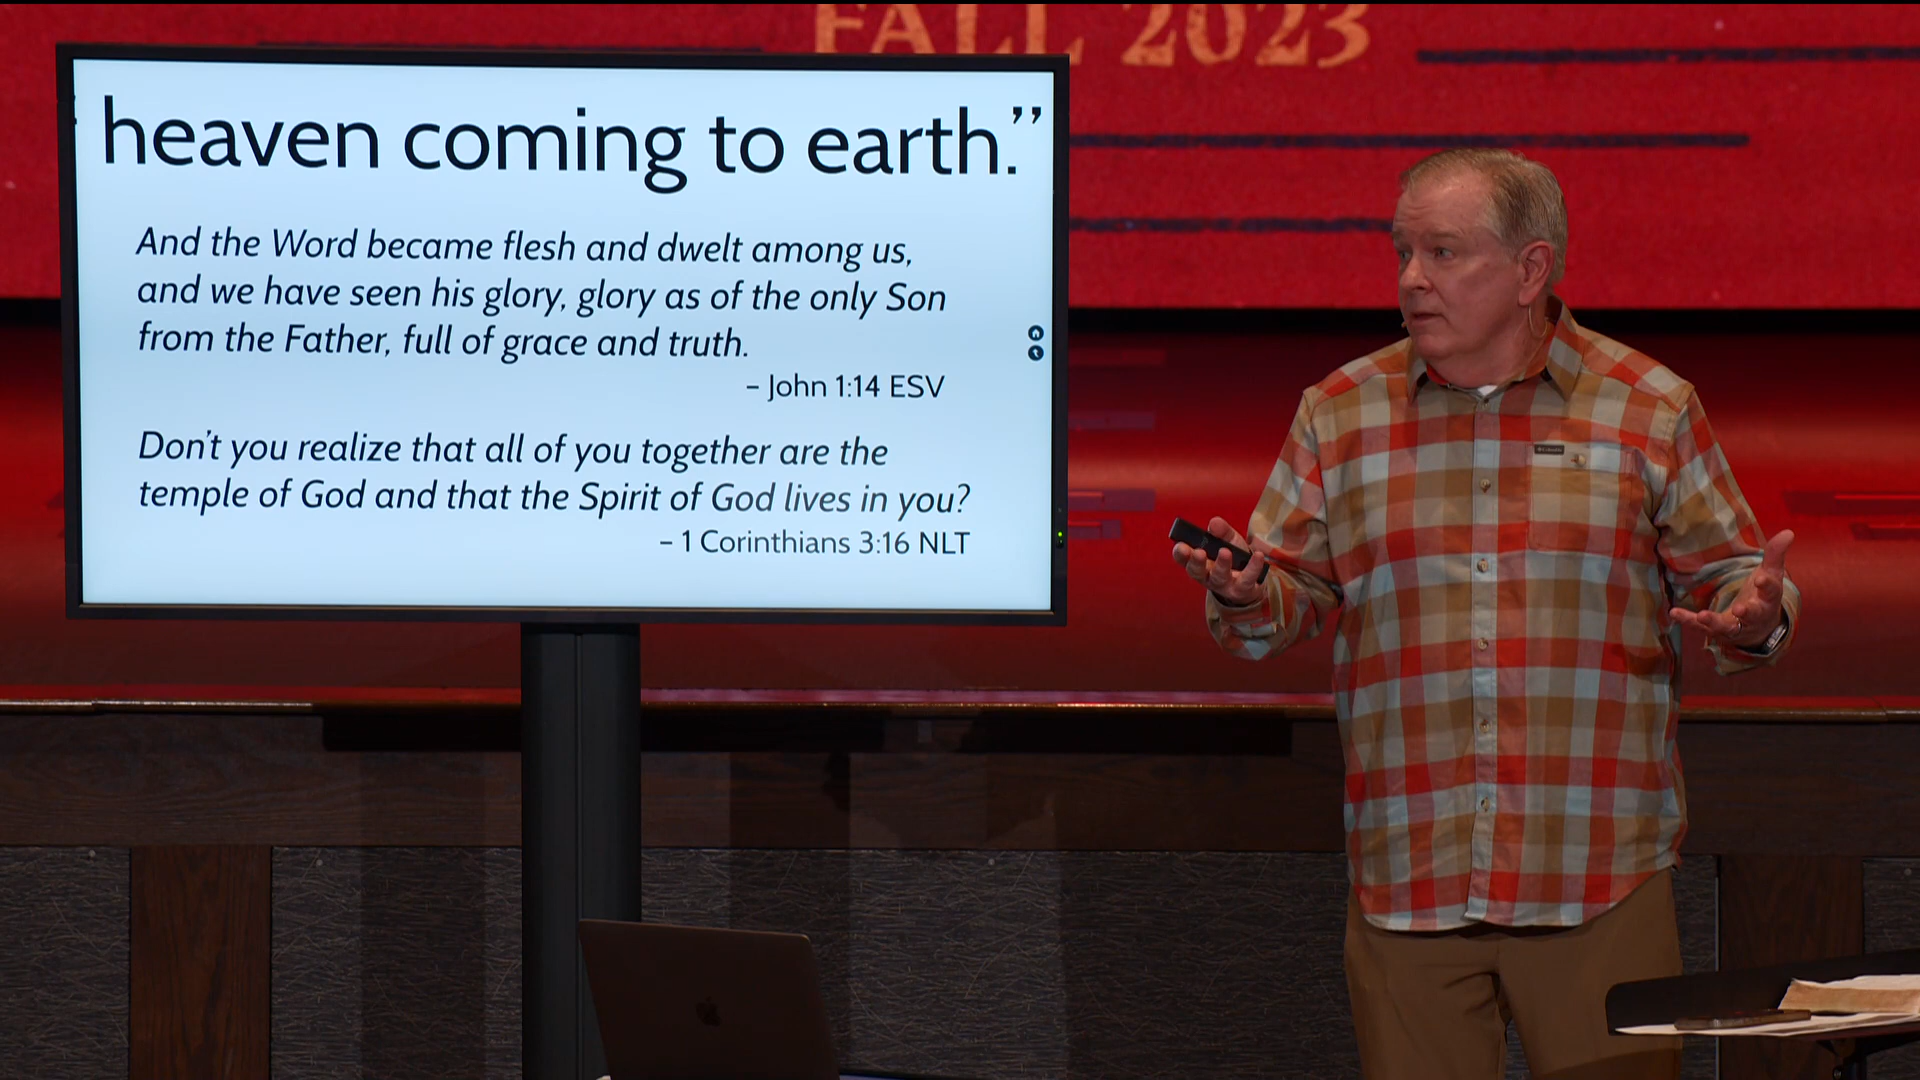 FALL 2023
heaven coming to earth.”
And the Word became flesh and dwelt among us,
and we have seen his glory, glory as of the only Son
from the Father, full of grace and truth.
– John 1:14 ESV
Don’t you realize that all of you together are the
temple of God and that the Spirit of God lives in you?
– 1 Corinthians 3:16 NLT